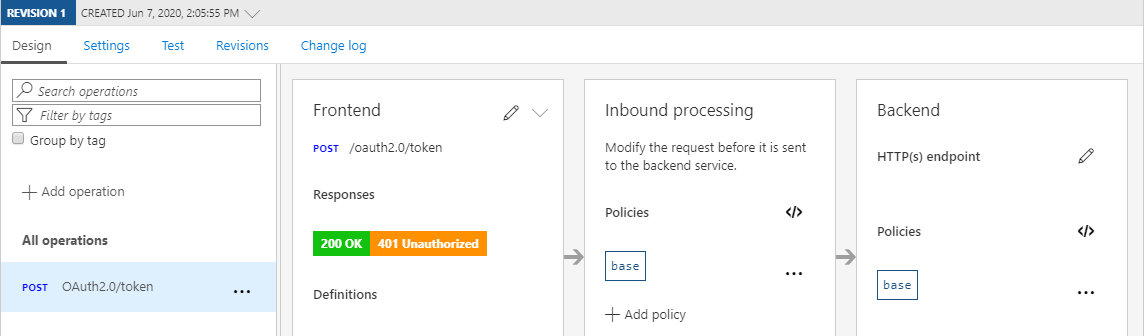 REVISION 1 CREATED Jun 7, 2020, 2:05:55 PM
Design Settings Test Revisions Change log
Search operations
Filter by tags
Group by tag
Add operation
All operations
POST OAuth2.0/token ...
Frontend
POST /oauth2.0/token
Responses
200 OK 401 Unauthorized
Definitions
Inbound processing
Modify the request before it is sent
to the backend service.
Policies </>
base ...
Add policy
Backend
HTTP(s) endpoint
Policies </>
base ...